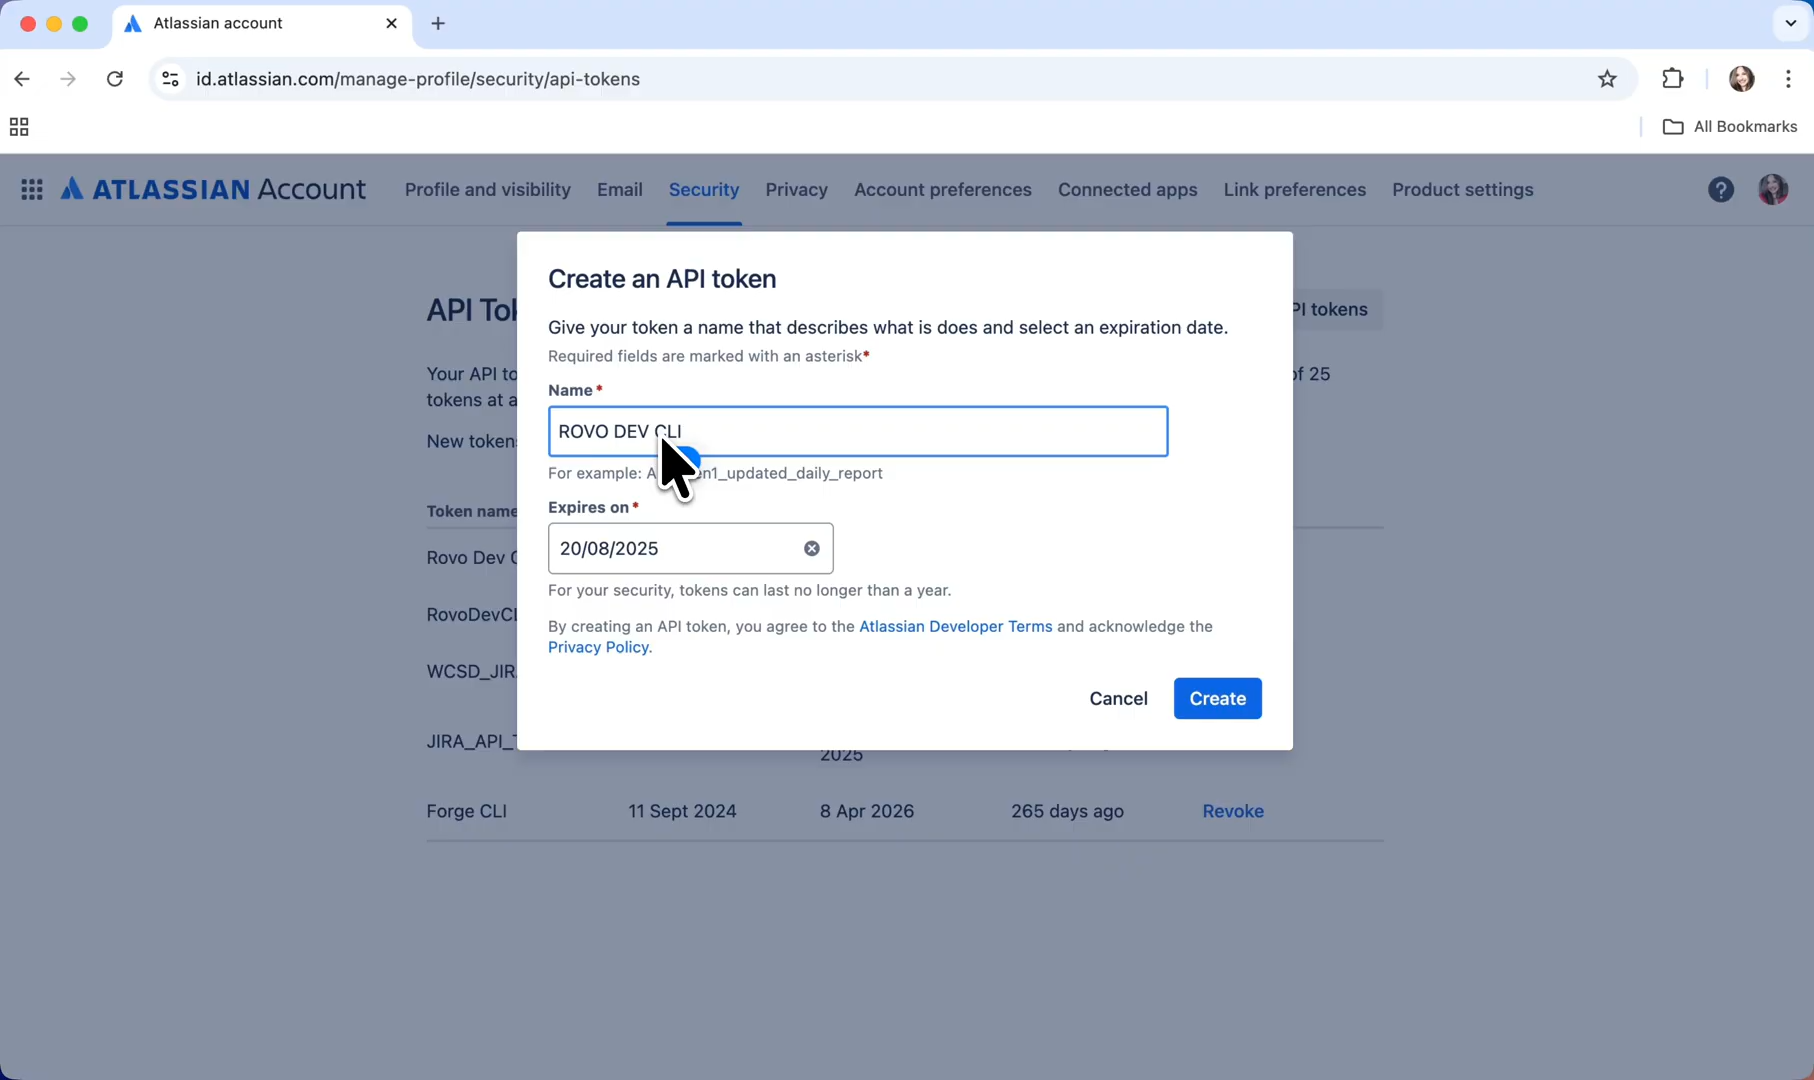 Atlassian account
id.atlassian.com/manage-profile/security/api-tokens
All Bookmarks
ATLASSIAN Account Profile and visibility Email Security Privacy Account preferences Connected apps Link preferences Product settings
Create an API token
API Tok
PI tokens
Give your token a name that describes what is does and select an expiration date.
Required fields are marked with an asterisk*
Your API to
of 25
Name *
tokens at a
ROVO DEV CLI
New tokens
For example: A en1_updated_daily_report
Expires on *
Token name
20/08/2025
Rovo Dev C
For your security, tokens can last no longer than a year.
RovoDevCL
By creating an API token, you agree to the Atlassian Developer Terms and acknowledge the
Privacy Policy.
WCSD_JIRA
Cancel Create
JIRA_API_T
2025
Forge CLI 11 Sept 2024 8 Apr 2026 265 days ago Revoke